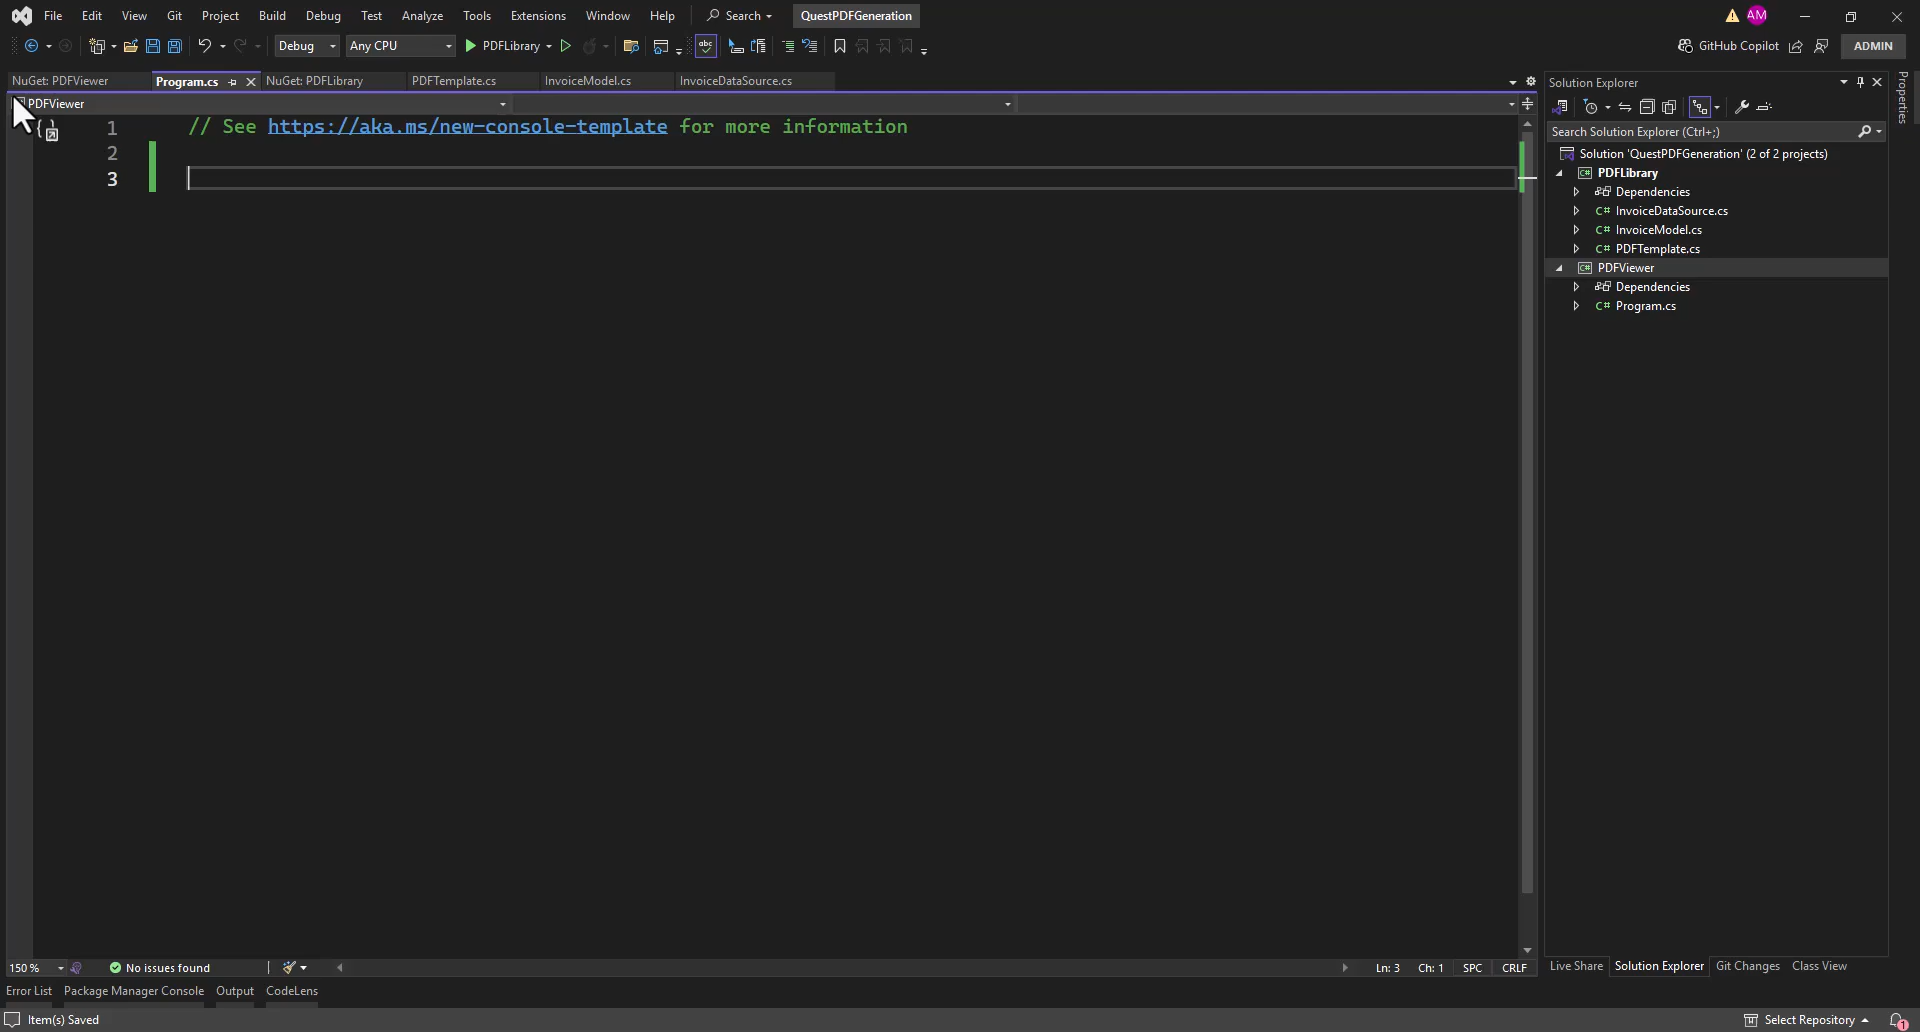 File Edit View Git Project Build Debug Test Analyze Tools Extensions Window Help Search QuestPDFGeneration AM
Debug Any CPU PDFLibrary abc GitHub Copilot ADMIN
NuGet: PDFViewer Program.cs NuGet: PDFLibrary PDFTemplate.cs InvoiceModel.cs InvoiceDataSource.cs
PDFViewer
1 // See https://aka.ms/new-console-template for more information
2
3
Solution Explorer
Search Solution Explorer (Ctrl+;)
Solution 'QuestPDFGeneration' (2 of 2 projects)
C# PDFLibrary
Dependencies
C# InvoiceDataSource.cs
C# InvoiceModel.cs
C# PDFTemplate.cs
C# PDFViewer
Dependencies
C# Program.cs
Properties
150 % No issues found Ln: 3 Ch: 1 SPC CRLF
Live Share Solution Explorer Git Changes Class View
Error List Package Manager Console Output CodeLens
Item(s) Saved Select Repository 1